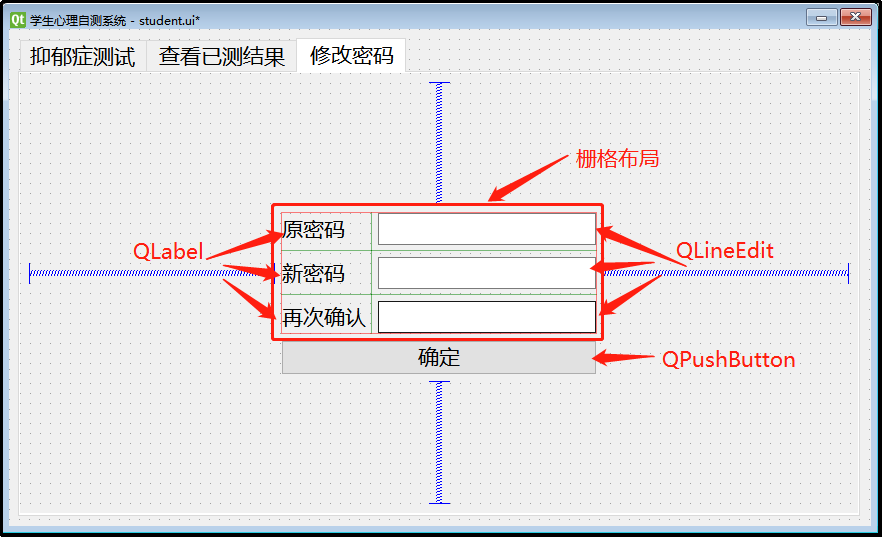 Qt 学生心理自测系统 - student.ui*
抑郁症测试 查看已测结果 修改密码
栅格布局
原密码
QLabel
QLineEdit
新密码
再次确认
确定
QPushButton